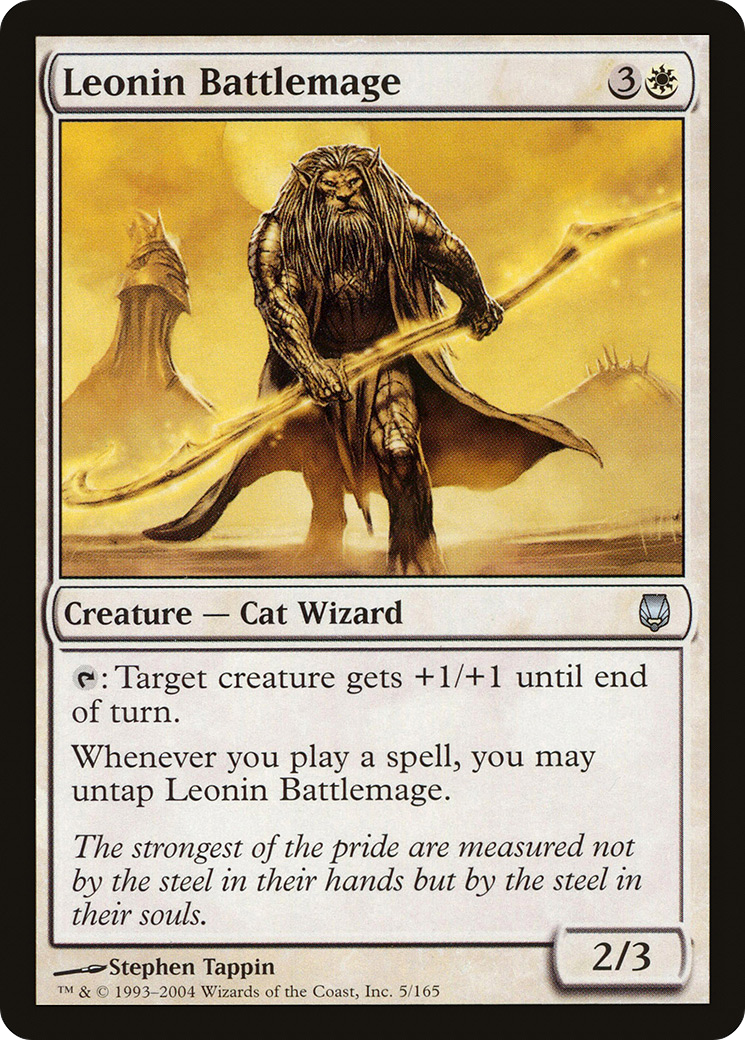 Leonin Battlemage 3
Creature — Cat Wizard
: Target creature gets +1/+1 until end
of turn.
Whenever you play a spell, you may
untap Leonin Battlemage.
The strongest of the pride are measured not
by the steel in their hands but by the steel in
their souls.
2/3
Stephen Tappin
™ & © 1993–2004 Wizards of the Coast, Inc. 5/165